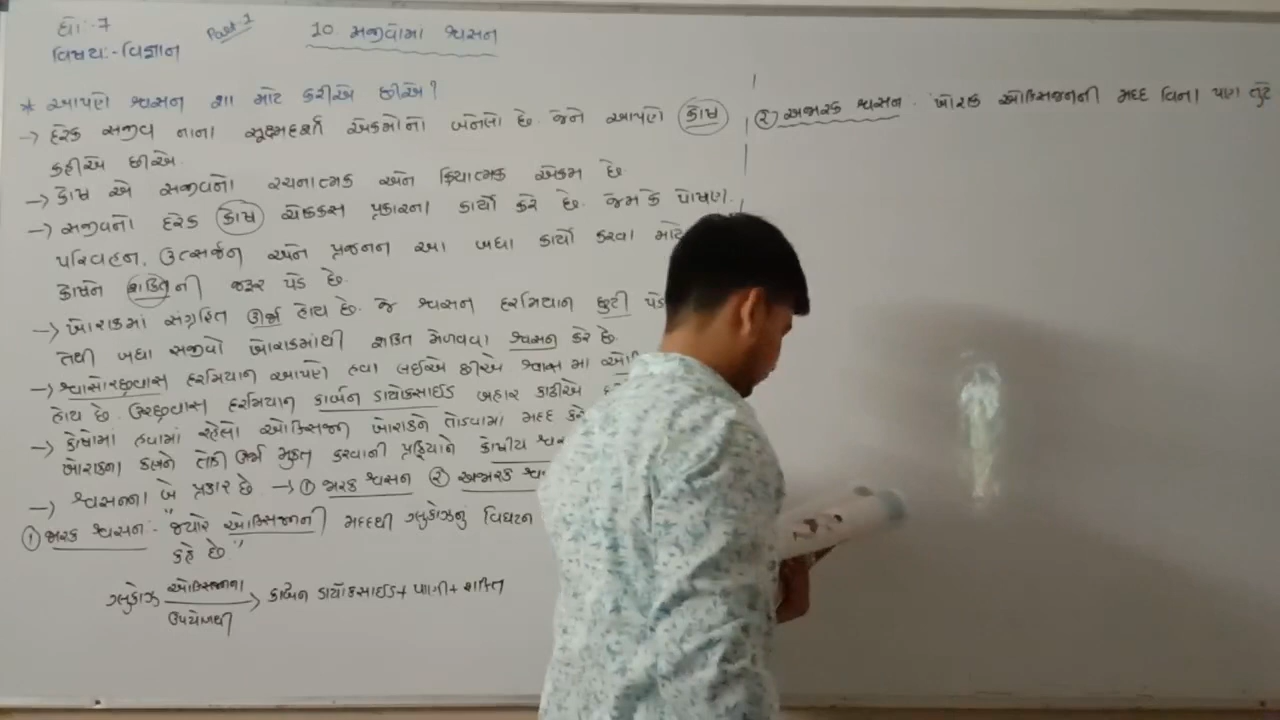 ધો:-7
Part-1
10 સજીવોમાં શ્વસન
વિષય:-વિજ્ઞાન
* આપણે શ્વસન શા માટે કરીએ છીએ?
→ દરેક સજીવ નાના સૂક્ષ્મદર્શી એકમોનો બનેલો છે. જેને આપણે કોષ
કહીએ છીએ.
→ કોષ એ સજીવનો રચનાત્મક અને ક્રિયાત્મક એકમ છે.
→ સજીવનો દરેક કોષ ચોક્કસ પ્રકારના કાર્યો કરે છે. જેમ કે પોષણ.
પરિવહન, ઉત્સર્જન અને પ્રજનન આ બધા કાર્યો કરવા માટે
કોષને શક્તિની જરૂર પડે છે.
→ ખોરાકમાં સંગ્રહિત ઊર્જા હોય છે. જે શ્વસન દરમિયાન છુટી પડે
તેથી બધા સજીવો ખોરાકમાંથી શક્તિ મેળવવા શ્વસન કરે છે.
→ શ્વાસોચ્છવાસ દરમિયાન આપણે હવા લઈએ છીએ શ્વાસ મા
હોય છે. ઉચ્છવાસ દરમિયાન કાર્બન ડાયોક્સાઈડ બહાર કાઢીએ
→ કોષોમાં હવામાં રહેલો ઓક્સિજન ખોરાકને તોડવામાં મદદ કરે
ખોરાકના કણને તોડી ઊર્જા મુક્ત કરવાની પ્રક્રિયાને કોષીય
→ શ્વસનના બે પ્રકાર છે → ① જારક શ્વસન ② અજારક
① જારક શ્વસન:- "જ્યારે ઓક્સિજનની મદદથી ગ્લુકોઝનું વિઘટન
કહે છે."
ગ્લુકોઝ ઓક્સિજનના ઉપયોગથી → કાર્બન ડાયૉક્સાઈડ + પાણી + શક્તિ
② અજારક શ્વસન. ખોરાક ઓક્સિજનની મદદ વિના પણ તુટે